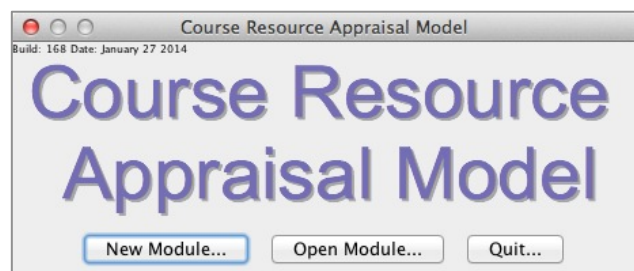 Course Resource Appraisal Model
Build: 168 Date: January 27 2014
Course Resource
Appraisal Model
New Module... Open Module... Quit...